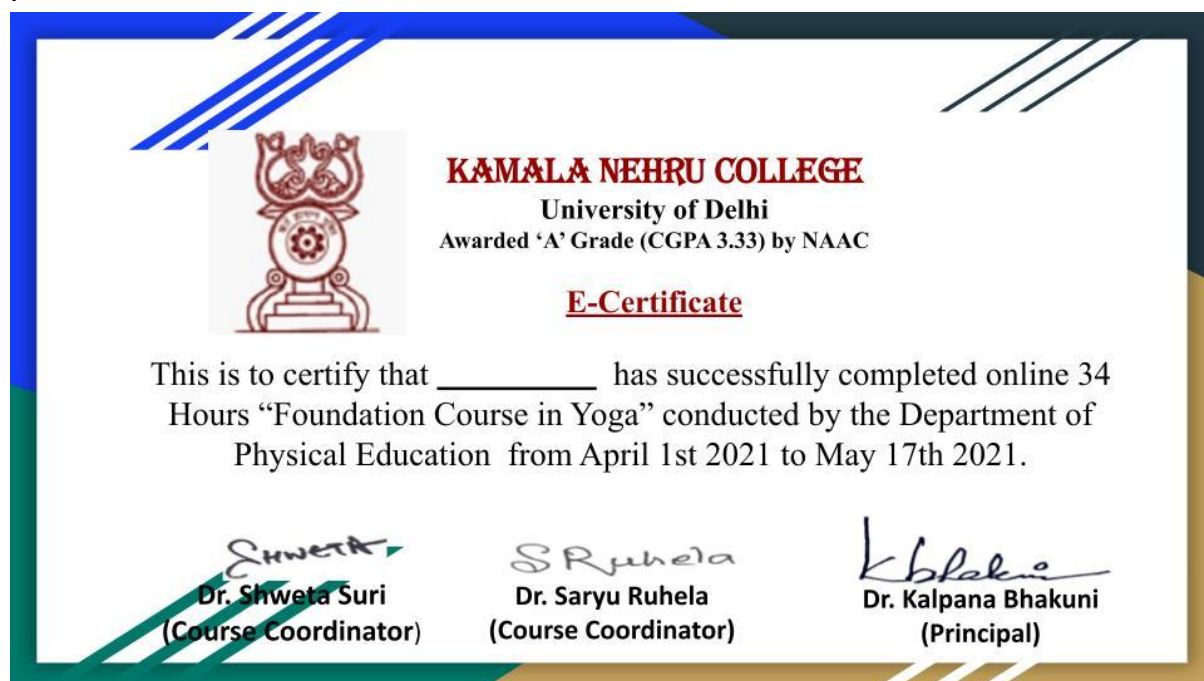 KAMALA NEHRU COLLEGE
University of Delhi
Awarded ‘A’ Grade (CGPA 3.33) by NAAC
E-Certificate
This is to certify that __________ has successfully completed online 34
Hours “Foundation Course in Yoga” conducted by the Department of
Physical Education from April 1st 2021 to May 17th 2021.
SHWETA
SRuhela
Kbhakuni
Dr. Shweta Suri
(Course Coordinator)
Dr. Saryu Ruhela
(Course Coordinator)
Dr. Kalpana Bhakuni
(Principal)